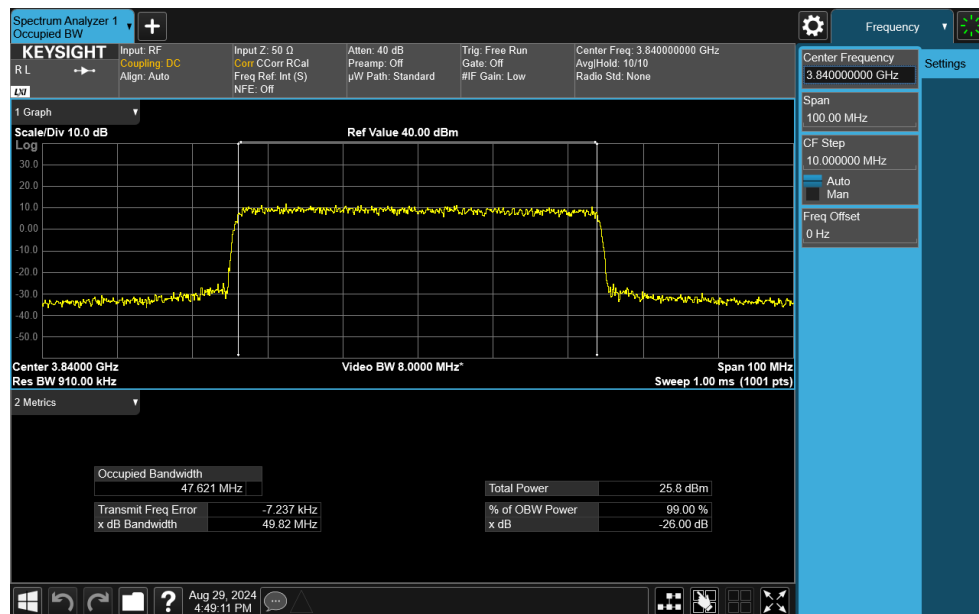 Spectrum Analyzer 1
Occupied BW
Frequency
KEYSIGHT
R L
LXI
Input: RF
Coupling: DC
Align: Auto
Input Z: 50 Ω
Corr CCorr RCal
Freq Ref: Int (S)
NFE: Off
Atten: 40 dB
Preamp: Off
µW Path: Standard
Trig: Free Run
Gate: Off
#IF Gain: Low
Center Freq: 3.840000000 GHz
Avg|Hold: 10/10
Radio Std: None
Center Frequency
3.840000000 GHz
Settings
Span
100.00 MHz
CF Step
10.000000 MHz
Auto
Man
Freq Offset
0 Hz
1 Graph
Scale/Div 10.0 dB
Ref Value 40.00 dBm
Log
30.0
20.0
10.0
0.00
-10.0
-20.0
-30.0
-40.0
-50.0
Center 3.84000 GHz
Video BW 8.0000 MHz*
Span 100 MHz
Res BW 910.00 kHz
Sweep 1.00 ms (1001 pts)
2 Metrics
Occupied Bandwidth
47.621 MHz
Total Power 25.8 dBm
Transmit Freq Error -7.237 kHz
% of OBW Power 99.00 %
x dB Bandwidth 49.82 MHz
x dB -26.00 dB
?
Aug 29, 2024
4:49:11 PM